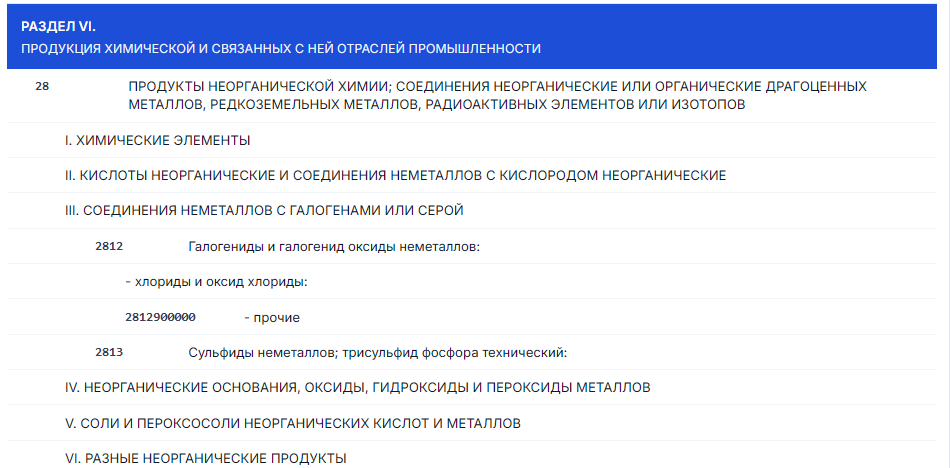 РАЗДЕЛ VI.
ПРОДУКЦИЯ ХИМИЧЕСКОЙ И СВЯЗАННЫХ С НЕЙ ОТРАСЛЕЙ ПРОМЫШЛЕННОСТИ
28 ПРОДУКТЫ НЕОРГАНИЧЕСКОЙ ХИМИИ; СОЕДИНЕНИЯ НЕОРГАНИЧЕСКИЕ ИЛИ ОРГАНИЧЕСКИЕ ДРАГОЦЕННЫХ
МЕТАЛЛОВ, РЕДКОЗЕМЕЛЬНЫХ МЕТАЛЛОВ, РАДИОАКТИВНЫХ ЭЛЕМЕНТОВ ИЛИ ИЗОТОПОВ
I. ХИМИЧЕСКИЕ ЭЛЕМЕНТЫ
II. КИСЛОТЫ НЕОРГАНИЧЕСКИЕ И СОЕДИНЕНИЯ НЕМЕТАЛЛОВ С КИСЛОРОДОМ НЕОРГАНИЧЕСКИЕ
III. СОЕДИНЕНИЯ НЕМЕТАЛЛОВ С ГАЛОГЕНАМИ ИЛИ СЕРОЙ
2812 Галогениды и галогенид оксиды неметаллов:
- хлориды и оксид хлориды:
2812900000 - прочие
2813 Сульфиды неметаллов; трисульфид фосфора технический:
IV. НЕОРГАНИЧЕСКИЕ ОСНОВАНИЯ, ОКСИДЫ, ГИДРОКСИДЫ И ПЕРОКСИДЫ МЕТАЛЛОВ
V. СОЛИ И ПЕРОКСОСОЛИ НЕОРГАНИЧЕСКИХ КИСЛОТ И МЕТАЛЛОВ
VI. РАЗНЫЕ НЕОРГАНИЧЕСКИЕ ПРОДУКТЫ